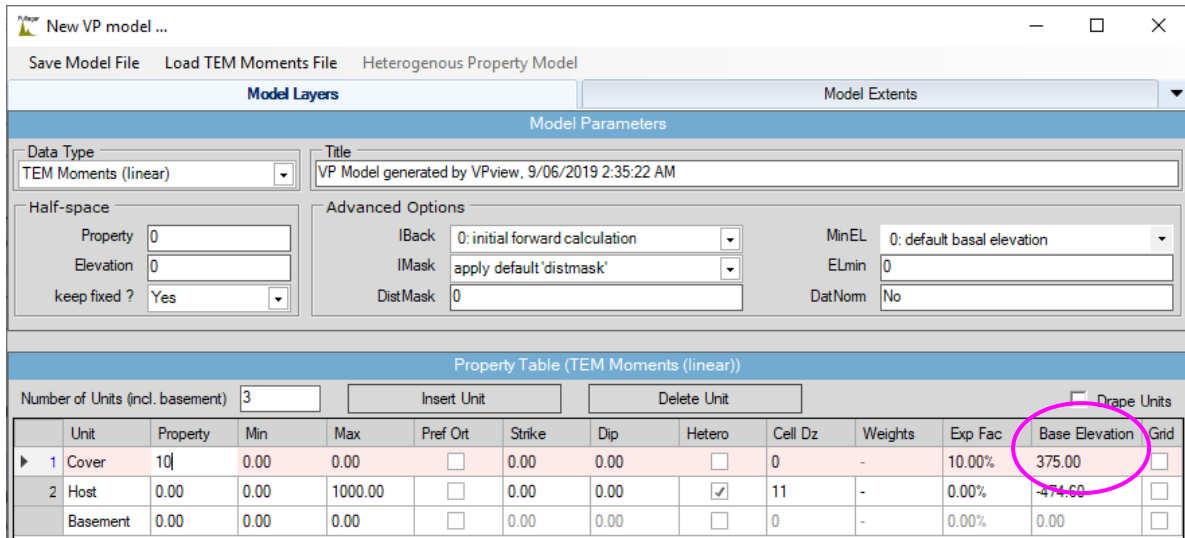 New VP model ...
Save Model File Load TEM Moments File Heterogenous Property Model
Model Layers Model Extents
Model Parameters
Data Type Title
TEM Moments (linear) VP Model generated by VPview, 9/06/2019 2:35:22 AM
Half-space Advanced Options
Property 0 IBack 0: initial forward calculation MinEL 0: default basal elevation
Elevation 0 IMask apply default 'distmask' ELmin 0
keep fixed ? Yes DistMask 0 DatNorm No
Property Table (TEM Moments (linear))
Number of Units (incl. basement) 3 Insert Unit Delete Unit Drape Units
Unit Property Min Max Pref Ort Strike Dip Hetero Cell Dz Weights Exp Fac Base Elevation Grid
1 Cover 10 0.00 0.00 0.00 0.00 0 - 10.00% 375.00
2 Host 0.00 0.00 1000.00 0.00 0.00 11 - 0.00% -474.60
Basement 0.00 0.00 0.00 0.00 0.00 0 - 0.00% 0.00